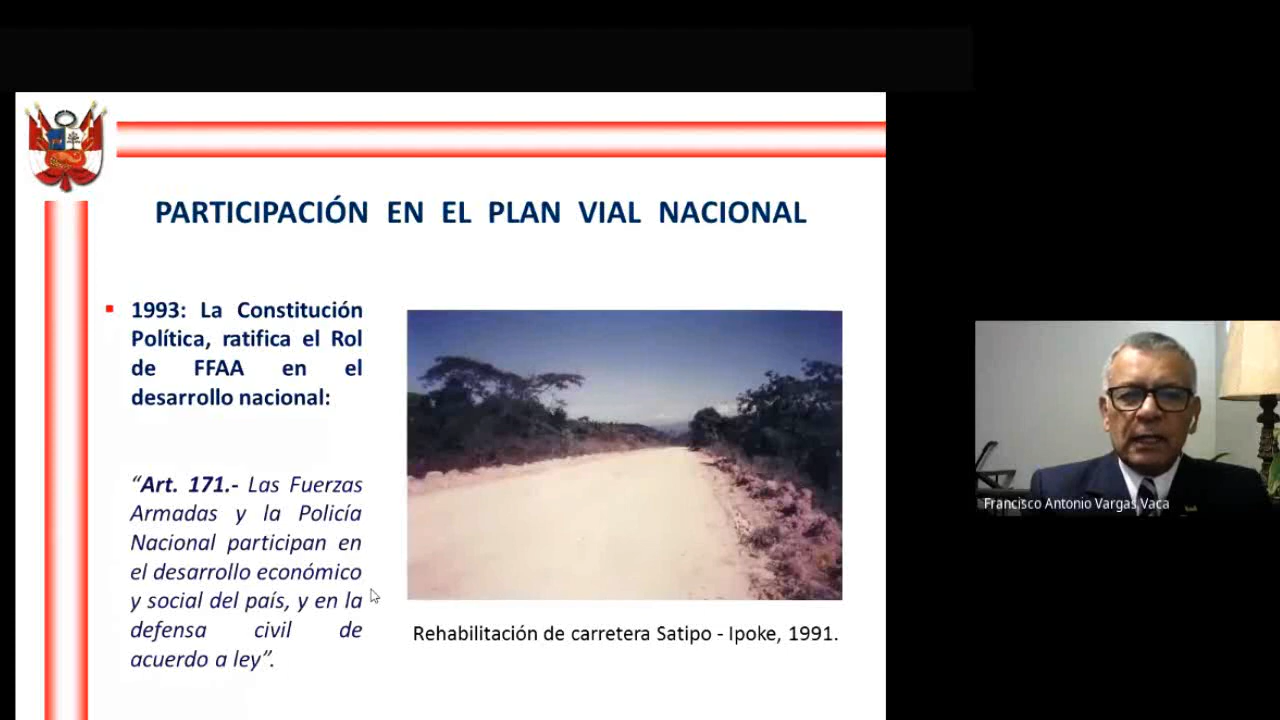 PARTICIPACIÓN EN EL PLAN VIAL NACIONAL
1993: La Constitución
Política, ratifica el Rol
de FFAA en el
desarrollo nacional:
“Art. 171.- Las Fuerzas
Armadas y la Policía
Nacional participan en
el desarrollo económico
y social del país, y en la
defensa civil de
acuerdo a ley”.
Rehabilitación de carretera Satipo - Ipoke, 1991.
Francisco Antonio Vargas Vaca